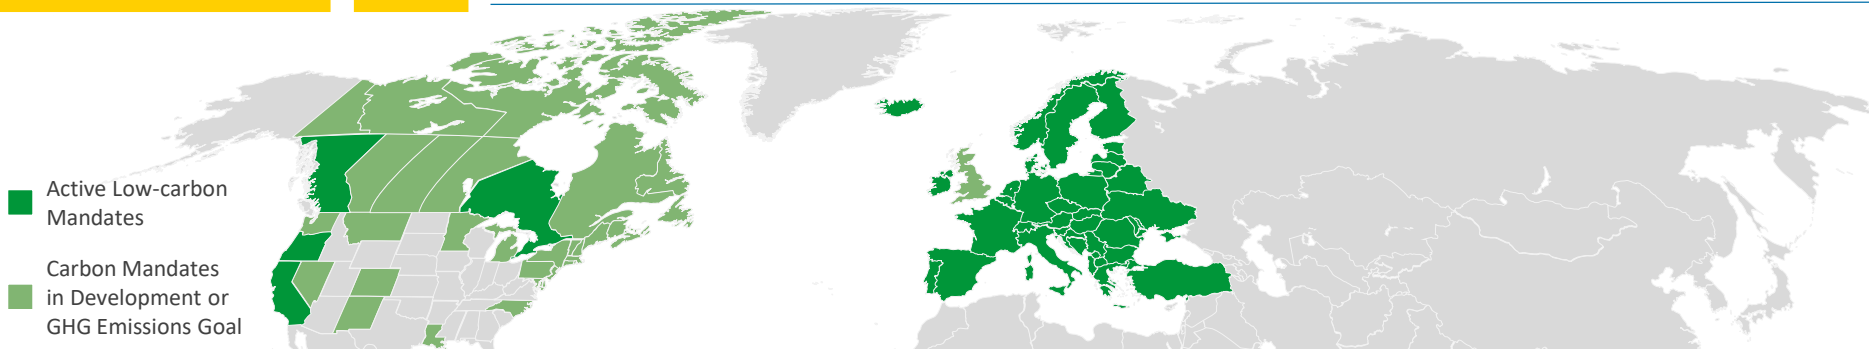 Active Low-carbon
Mandates
Carbon Mandates
in Development or
GHG Emissions Goal